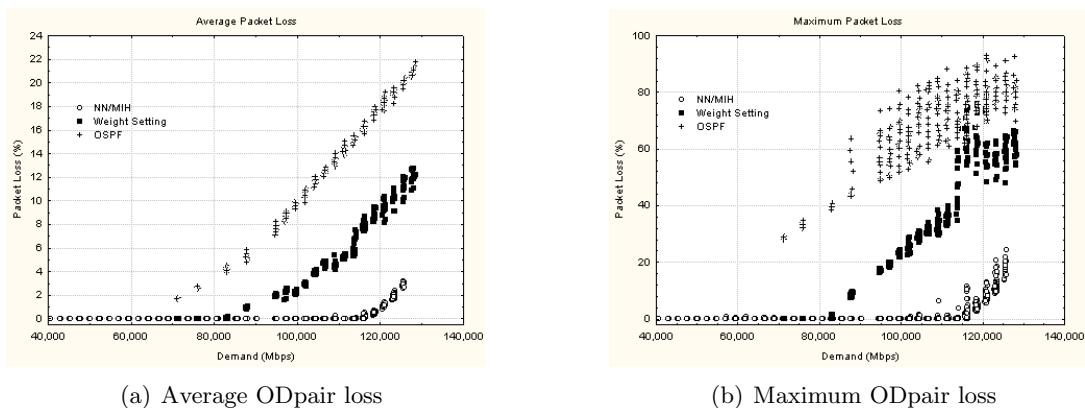 Average Packet Loss
24
22
20
18
16
14
12
10
8
6
4
2
0
Packet Loss (%)
NN/MIH
Weight Setting
OSPF
40,000 60,000 80,000 100,000 120,000 140,000
Demand (Mbps)
(a) Average ODpair loss
Maximum Packet Loss
100
80
60
40
20
0
Packet Loss (%)
NN/MIH
Weight Setting
OSPF
40,000 60,000 80,000 100,000 120,000 140,000
Demand (Mbps)
(b) Maximum ODpair loss